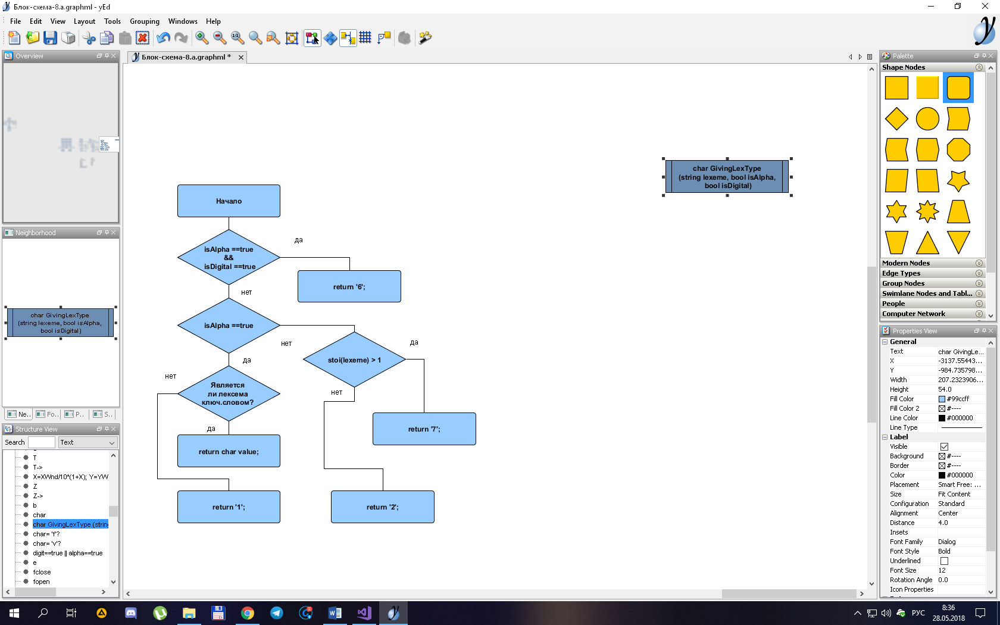 Блок-схема-8.a.graphml - yEd
File Edit View Layout Tools Grouping Windows Help
Overview
Блок-схема-8.a.graphml *
Palette
Shape Nodes
Modern Nodes
Edge Types
Group Nodes
Swimlane Nodes and Tabl...
People
Computer Network
Neighborhood
char GivingLexType
(string lexeme, bool isAlpha,
bool isDigital)
Ne... Fo... P... S...
Structure View
Search Text
T
T->
X=XWnd/10*(1+X); Y=YW
Z
Z->
b
char
char GivingLexType (string
char= 'f'?
char= 'v'?
digit==true || alpha==true
e
fclose
fopen
Начало
isAlpha ==true
&&
isDigital ==true
да
return '6';
нет
isAlpha ==true
нет
да
stoi(lexeme) > 1
да
нет
Является
ли лексема
ключ.словом?
нет
да
return char value;
return '7';
return '1';
return '2';
char GivingLexType
(string lexeme, bool isAlpha,
bool isDigital)
Properties View
General
Text char GivingLe...
X -3137.55443...
Y -984.735798...
Width 207.2323906...
Height 54.0
Fill Color #99ccff
Fill Color 2 #----
Line Color #000000
Line Type
Label
Visible
Background #----
Border #----
Color #000000
Placement Smart Free: ...
Size Fit Content
Configuration Standard
Alignment Center
Distance 4.0
Insets
Font Family Dialog
Font Style Bold
Underlined
Font Size 12
Rotation Angle 0.0
Icon Properties
РУС
8:36
28.05.2018